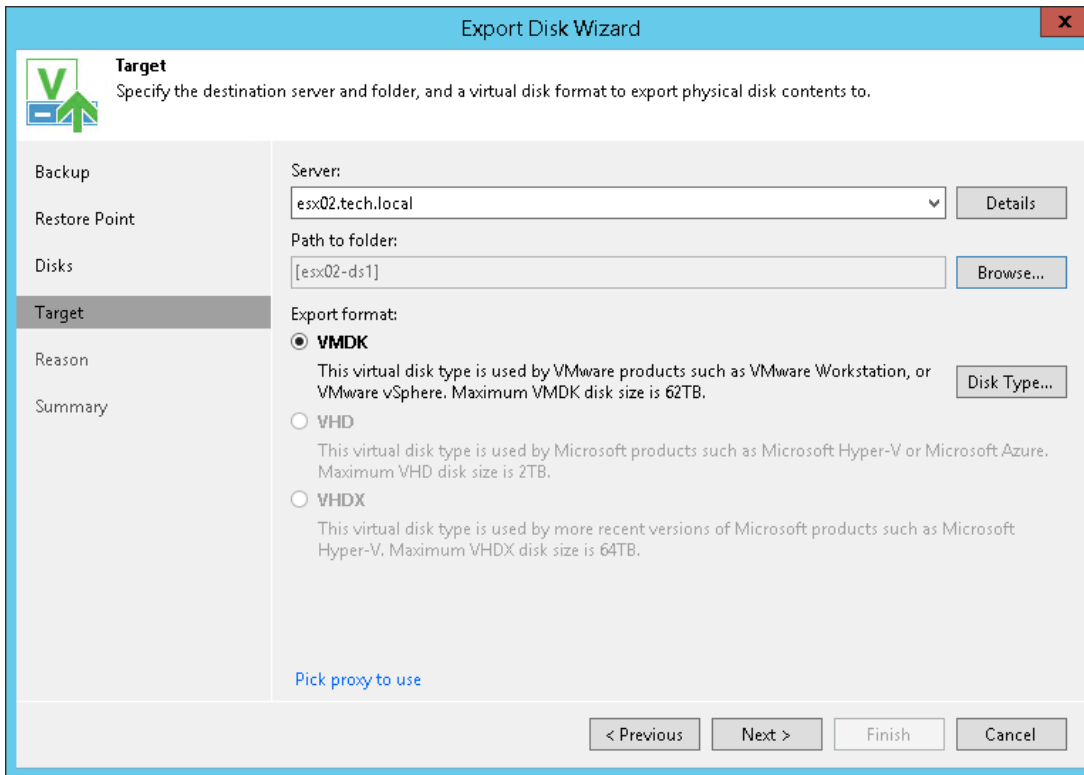 Export Disk Wizard
x
V
Target
Specify the destination server and folder, and a virtual disk format to export physical disk contents to.
Backup
Restore Point
Disks
Target
Reason
Summary
Server:
esx02.tech.local
Details
Path to folder:
[esx02-ds1]
Browse...
Export format:
VMDK
This virtual disk type is used by VMware products such as VMware Workstation, or
VMware vSphere. Maximum VMDK disk size is 62TB.
Disk Type...
VHD
This virtual disk type is used by Microsoft products such as Microsoft Hyper-V or Microsoft Azure.
Maximum VHD disk size is 2TB.
VHDX
This virtual disk type is used by more recent versions of Microsoft products such as Microsoft
Hyper-V. Maximum VHDX disk size is 64TB.
Pick proxy to use
< Previous
Next >
Finish
Cancel